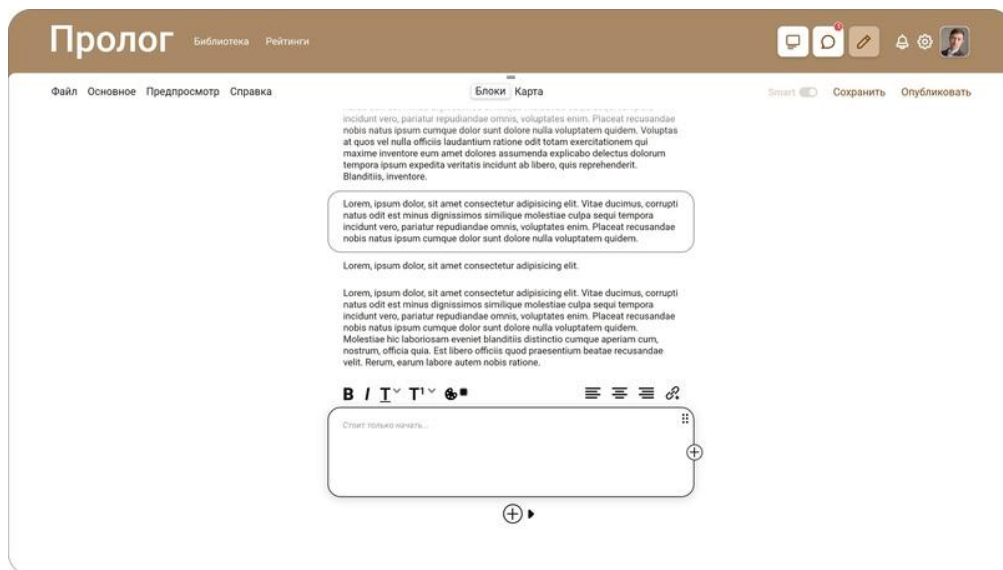 Пролог
Библиотека Рейтинги
Файл Основное Предпросмотр Справка
Блоки Карта
Smart Сохранить Опубликовать
incidunt vero, pariatur repudiandae omnis, voluptates enim. Placeat recusandae
nobis natus ipsum cumque dolor sunt dolore nulla voluptatem quidem. Voluptas
at quos vel nulla officiis laudantium ratione odit totam exercitationem qui
maxime inventore eum amet dolores assumenda explicabo delectus dolorum
tempora ipsum expedita veritatis incidunt ab libero, quis reprehenderit.
Blanditiis, inventore.
Lorem, ipsum dolor, sit amet consectetur adipisicing elit. Vitae ducimus, corrupti
natus odit est minus dignissimos similique molestiae culpa sequi tempora
incidunt vero, pariatur repudiandae omnis, voluptates enim. Placeat recusandae
nobis natus ipsum cumque dolor sunt dolore nulla voluptatem quidem.
Lorem, ipsum dolor, sit amet consectetur adipisicing elit.
Lorem, ipsum dolor, sit amet consectetur adipisicing elit. Vitae ducimus, corrupti
natus odit est minus dignissimos similique molestiae culpa sequi tempora
incidunt vero, pariatur repudiandae omnis, voluptates enim. Placeat recusandae
nobis natus ipsum cumque dolor sunt dolore nulla voluptatem quidem.
Molestiae hic laboriosam eveniet blanditiis distinctio cumque aperiam cum,
nostrum, officia quia. Est libero officiis quod praesentium beatae recusandae
velit. Rerum, earum labore autem nobis ratione.
B I T T1
Стоит только начать...